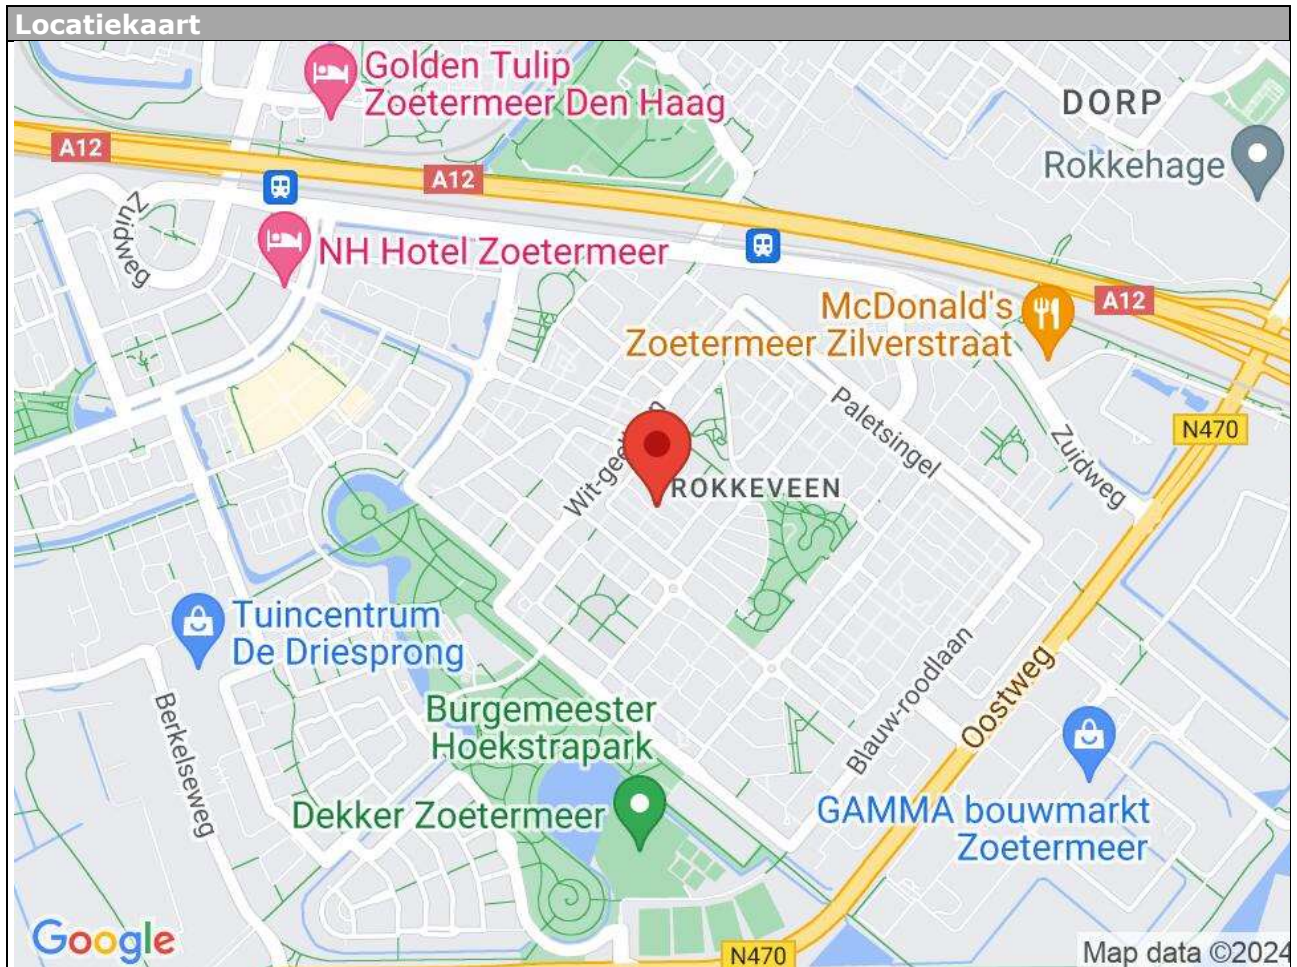 Locatiekaart
Golden Tulip
Zoetermeer Den Haag
DORP
A12
Rokkehage
A12
Zuidweg
NH Hotel Zoetermeer
McDonald's
Zoetermeer Zilverstraat
A12
Paletsingel
N470
Zuidweg
ROKKEVEEN
Tuincentrum
De Driesprong
Berkelseweg
Burgemeester
Hoekstrapark
Blauw-roodlaan
Oostweg
Dekker Zoetermeer
GAMMA bouwmarkt
Zoetermeer
Google
N470
Map data ©2024